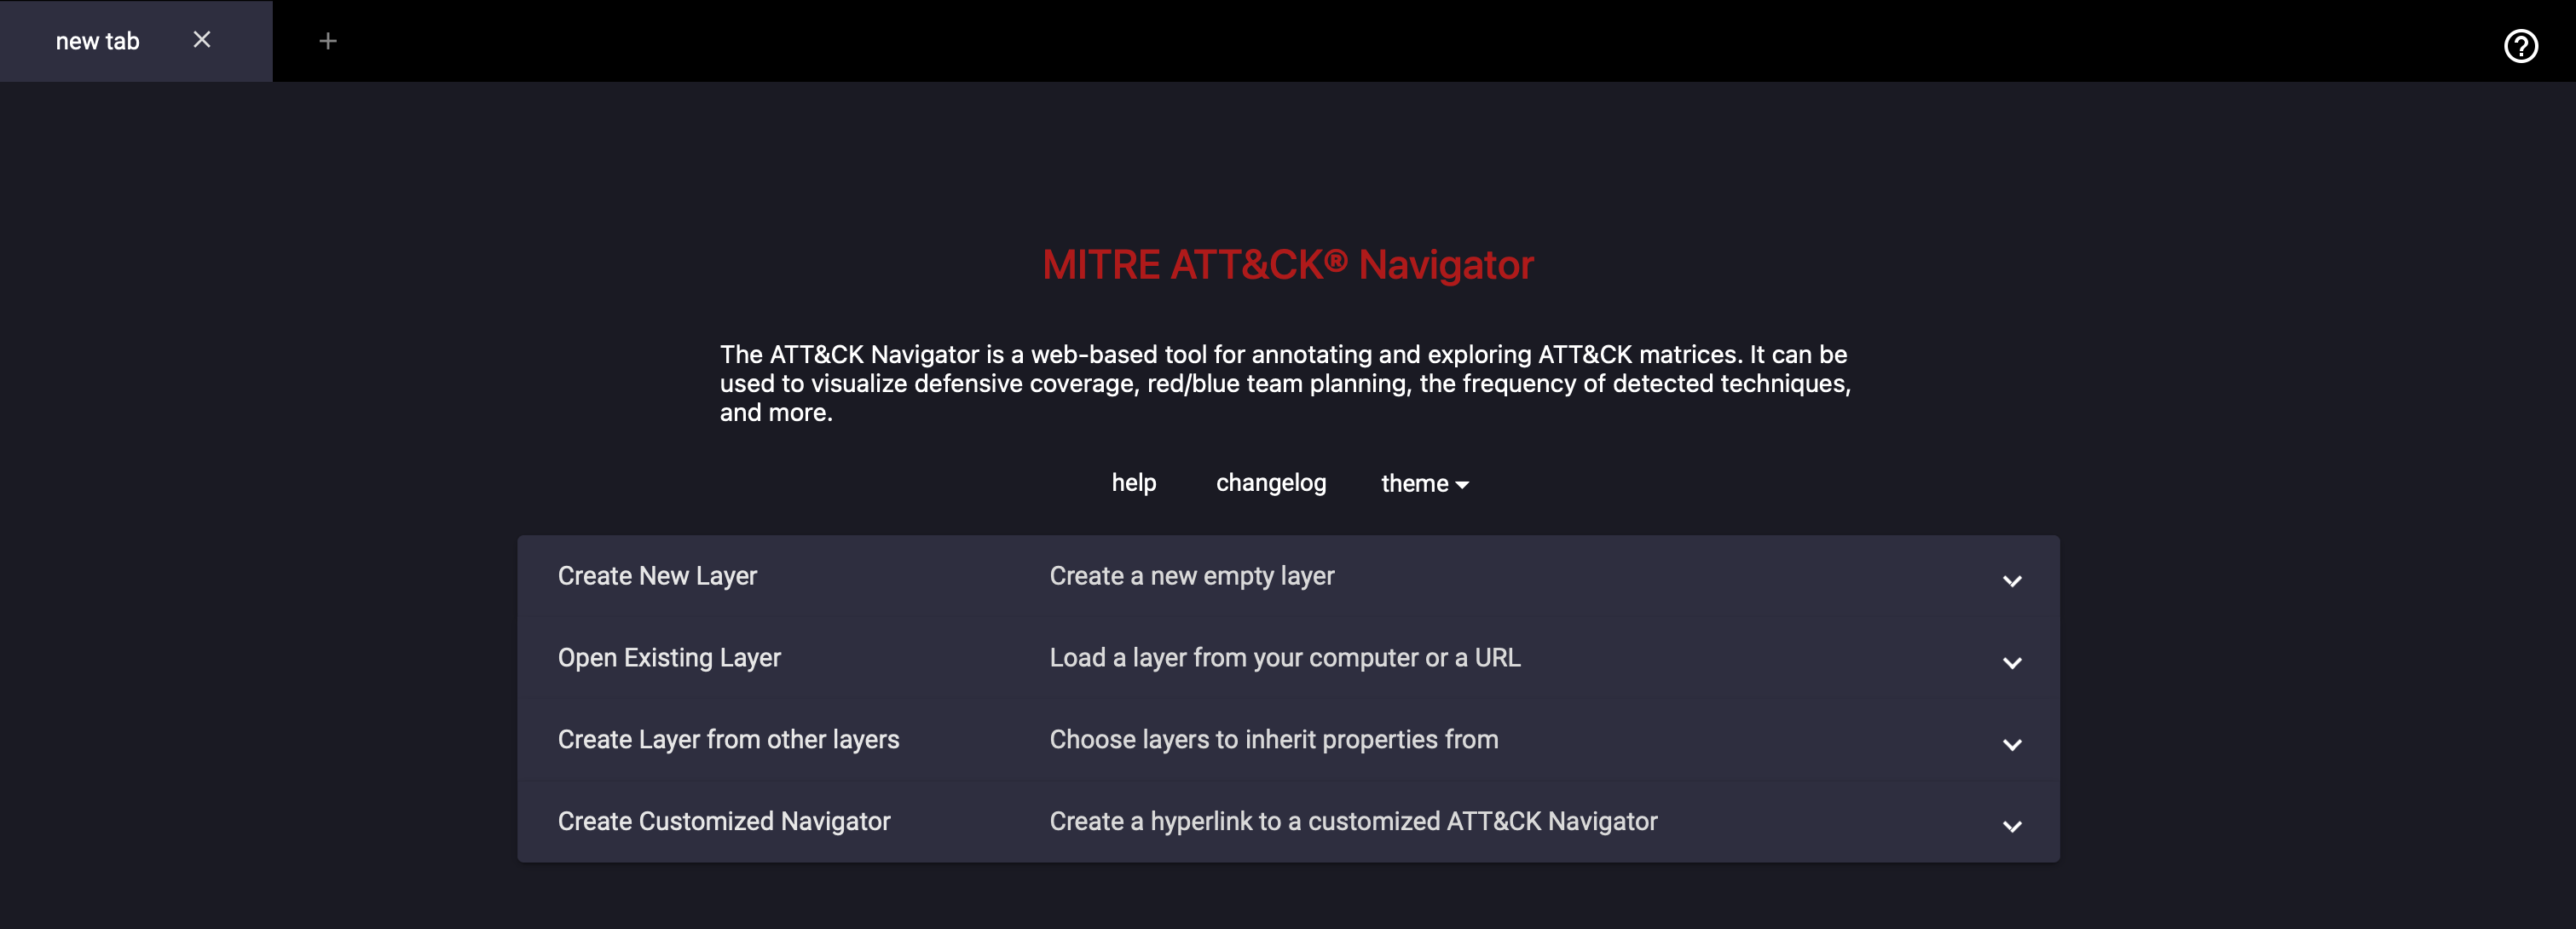 new tab
MITRE ATT&CK® Navigator
The ATT&CK Navigator is a web-based tool for annotating and exploring ATT&CK matrices. It can be
used to visualize defensive coverage, red/blue team planning, the frequency of detected techniques,
and more.
help changelog theme
Create New Layer Create a new empty layer
Open Existing Layer Load a layer from your computer or a URL
Create Layer from other layers Choose layers to inherit properties from
Create Customized Navigator Create a hyperlink to a customized ATT&CK Navigator